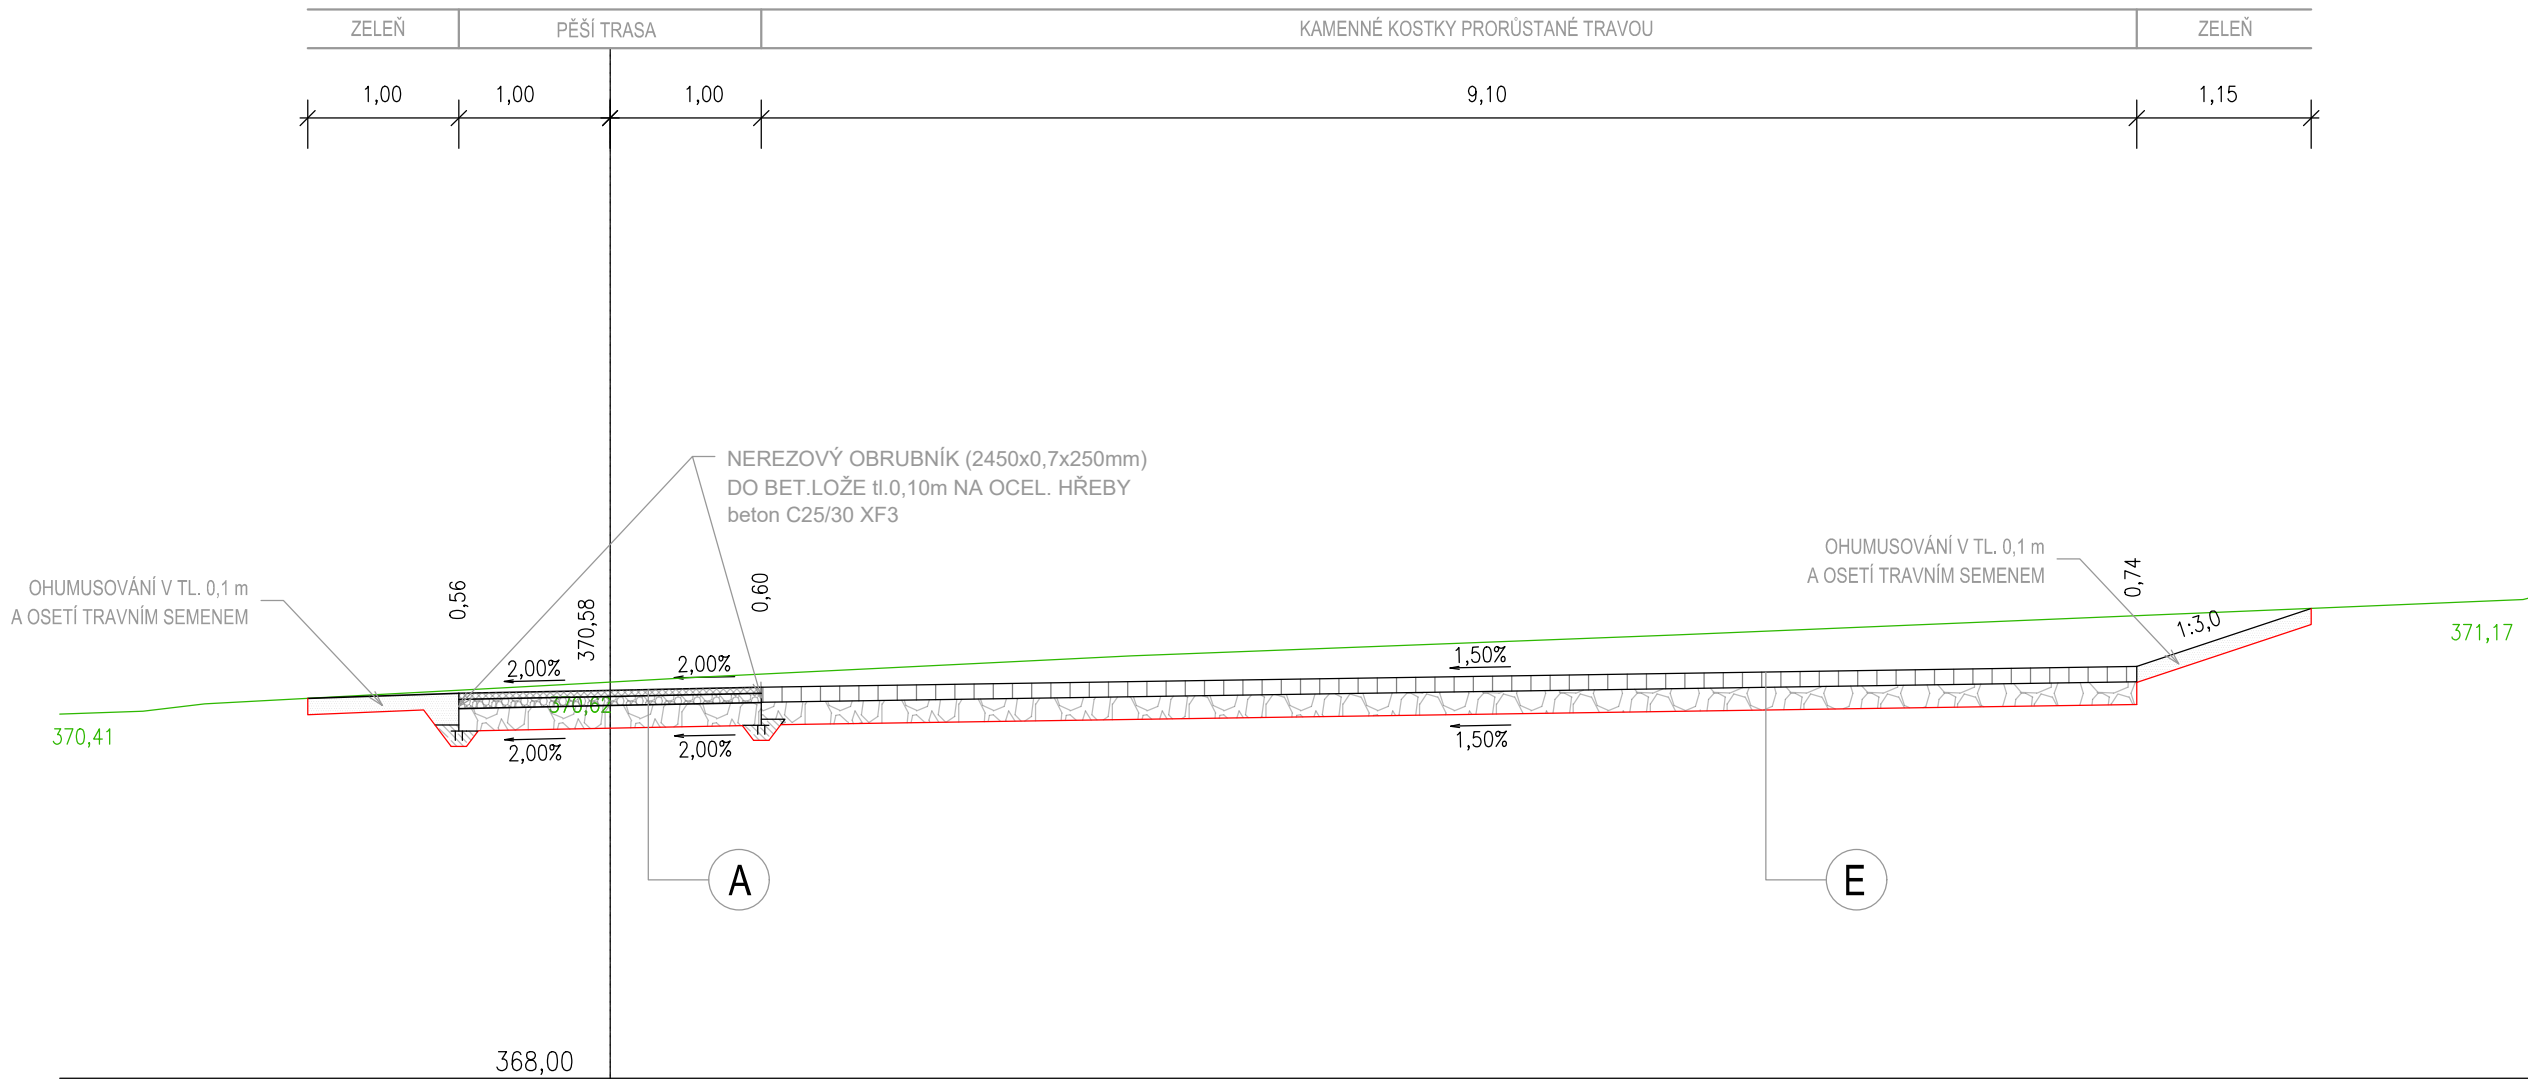 ZELEŇ
PĚŠÍ TRASA
KAMENNÉ KOSTKY PRORŮSTANÉ TRAVOU
ZELEŇ
1,00
1,00
1,00
9,10
1,15
NEREZOVÝ OBRUBNÍK (2450x0,7x250mm)
DO BET.LOŽE tl.0,10m NA OCEL. HŘEBY
beton C25/30 XF3
OHUMUSOVÁNÍ V TL. 0,1 m
A OSETÍ TRAVNÍM SEMENEM
OHUMUSOVÁNÍ V TL. 0,1 m
A OSETÍ TRAVNÍM SEMENEM
0,56
370,58
0,60
0,74
1:3,0
371,17
2,00%
2,00%
1,50%
370,62
370,41
2,00%
2,00%
1,50%
A
E
368,00